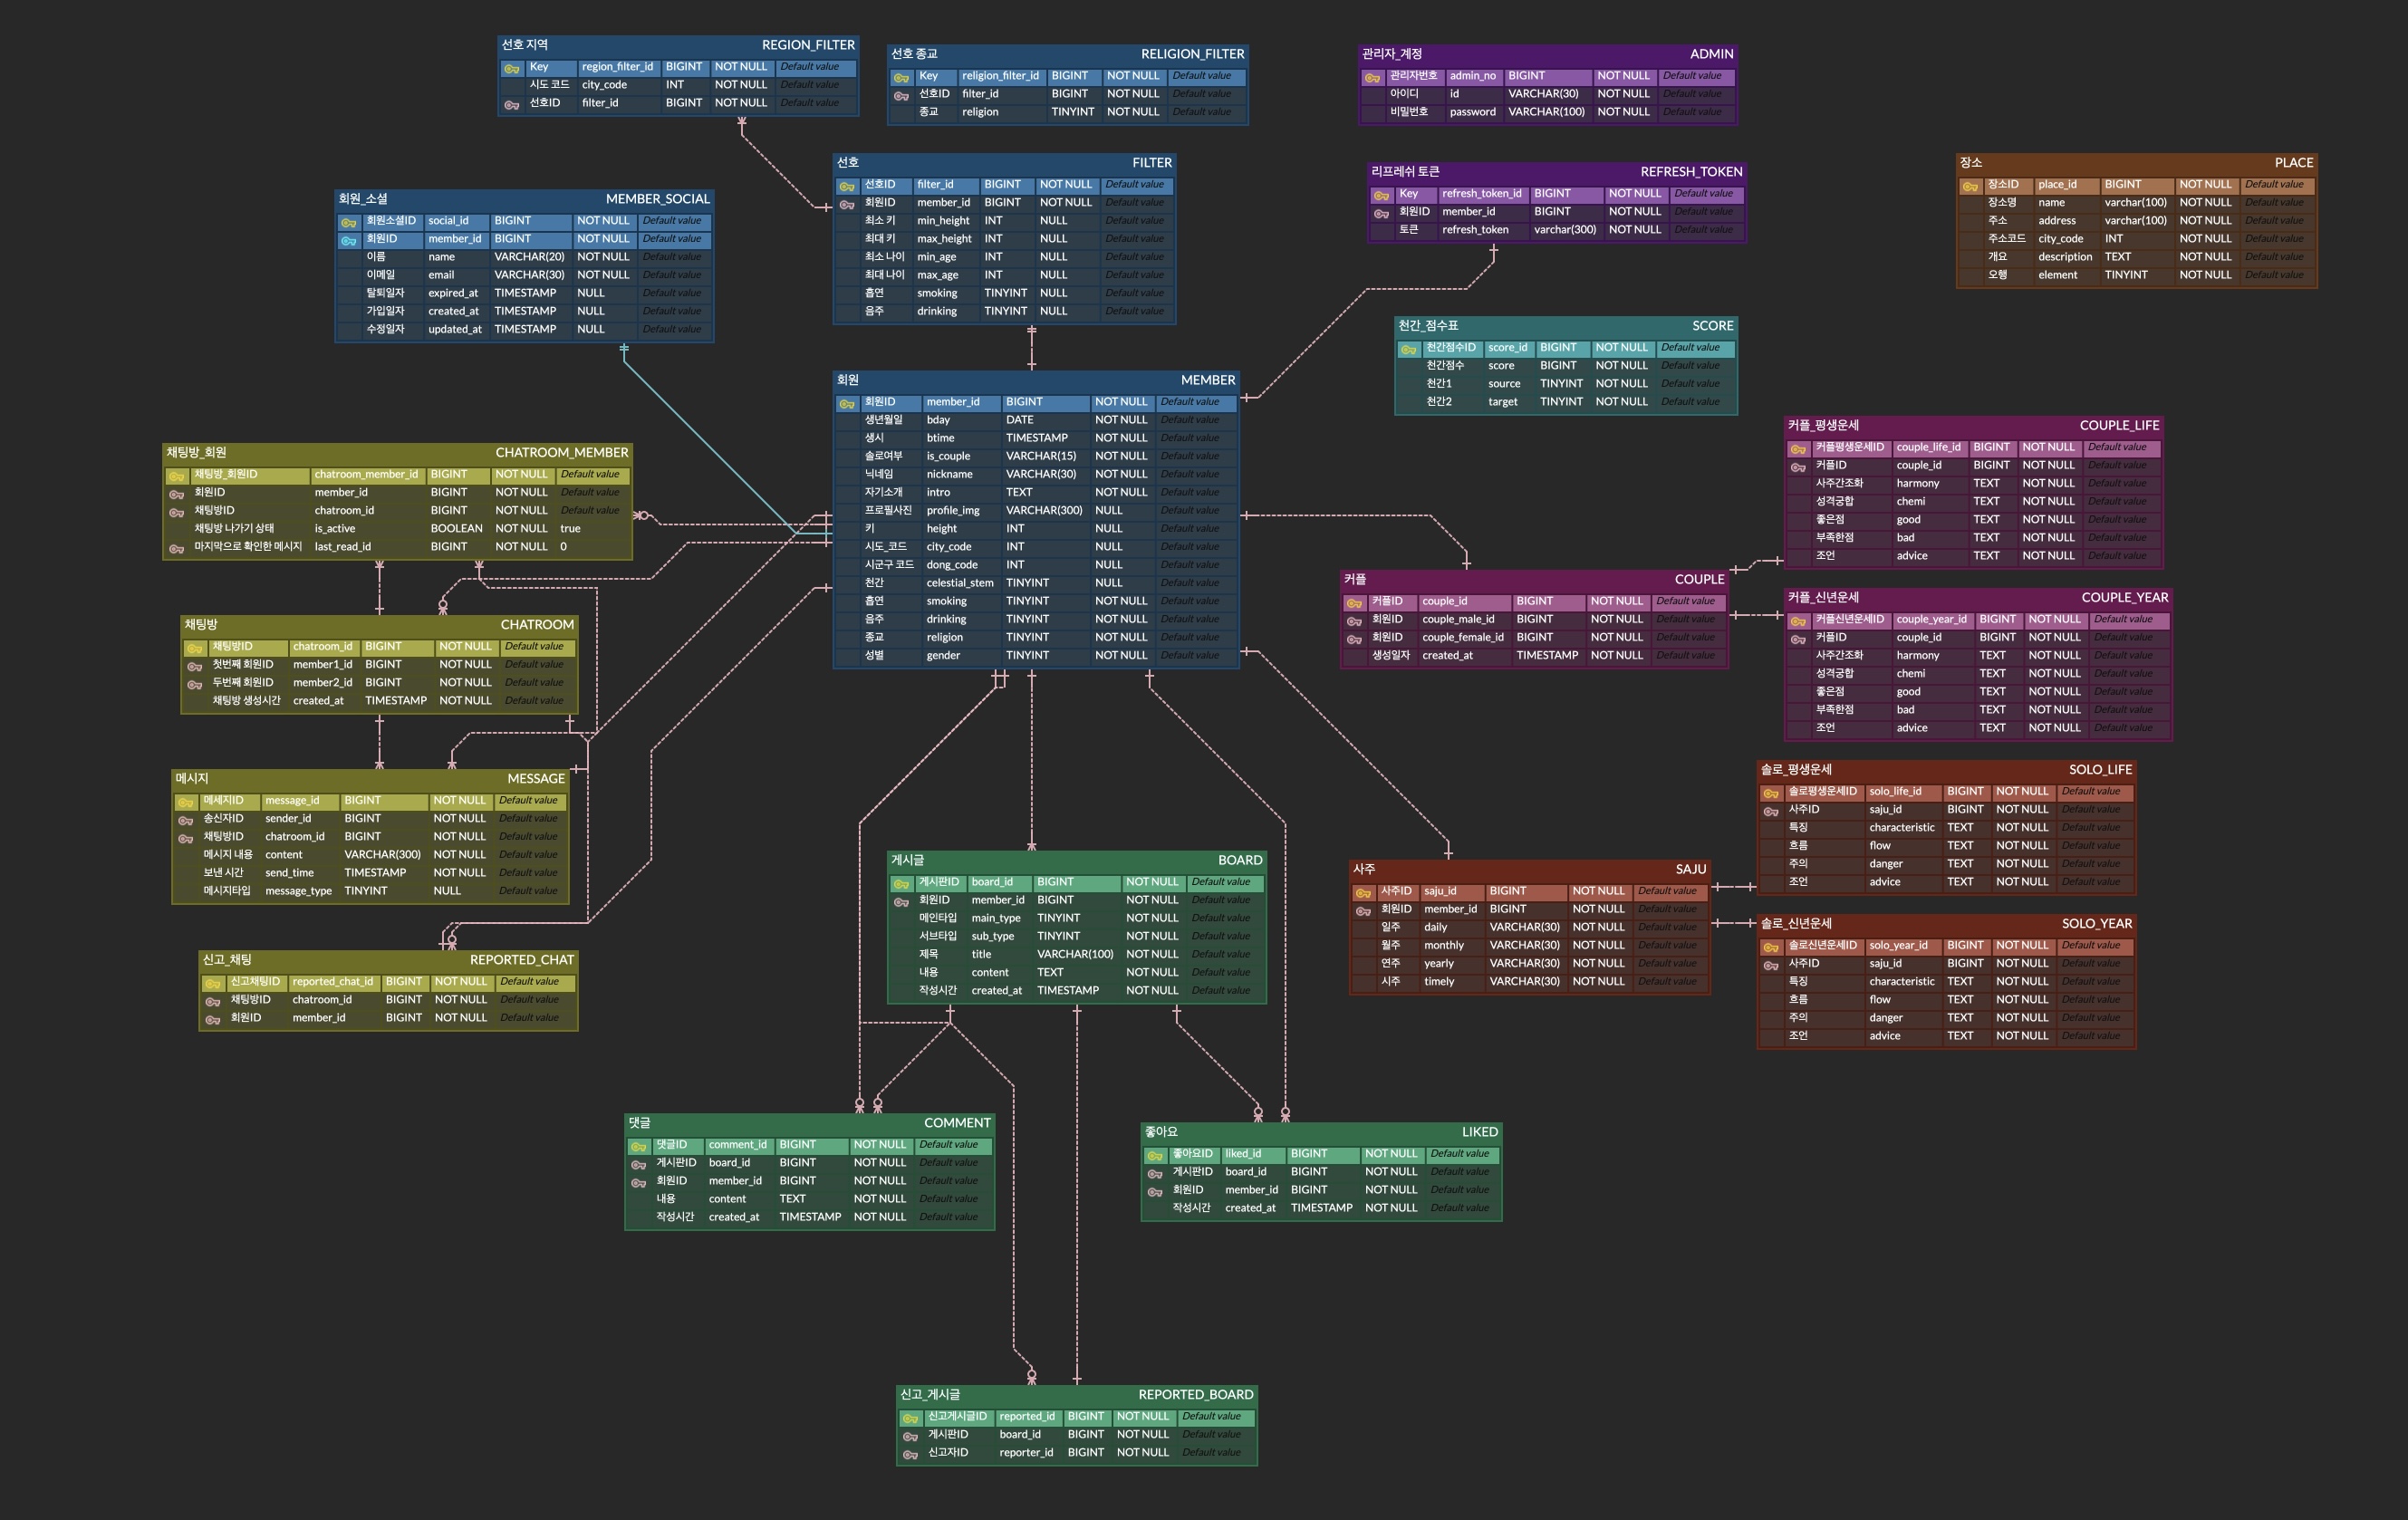 선호 지역 REGION_FILTER
Key region_filter_id BIGINT NOT NULL Default value
시도 코드 city_code INT NOT NULL Default value
선호ID filter_id BIGINT NOT NULL Default value
선호 종교 RELIGION_FILTER
Key religion_filter_id BIGINT NOT NULL Default value
선호ID filter_id BIGINT NOT NULL Default value
종교 religion TINYINT NOT NULL Default value
관리자_계정 ADMIN
관리자번호 admin_no BIGINT NOT NULL Default value
아이디 id VARCHAR(30) NOT NULL Default value
비밀번호 password VARCHAR(100) NOT NULL Default value
선호 FILTER
선호ID filter_id BIGINT NOT NULL Default value
회원ID member_id BIGINT NOT NULL Default value
최소 키 min_height INT NULL Default value
최대 키 max_height INT NULL Default value
최소 나이 min_age INT NULL Default value
최대 나이 max_age INT NULL Default value
흡연 smoking TINYINT NULL Default value
음주 drinking TINYINT NULL Default value
리프레쉬 토큰 REFRESH_TOKEN
Key refresh_token_id BIGINT NOT NULL Default value
회원ID member_id BIGINT NOT NULL Default value
토큰 refresh_token varchar(300) NOT NULL Default value
장소 PLACE
장소ID place_id BIGINT NOT NULL Default value
장소명 name varchar(100) NOT NULL Default value
주소 address varchar(100) NOT NULL Default value
주소코드 city_code INT NOT NULL Default value
개요 description TEXT NOT NULL Default value
오행 element TINYINT NOT NULL Default value
회원_소셜 MEMBER_SOCIAL
회원소셜ID social_id BIGINT NOT NULL Default value
회원ID member_id BIGINT NOT NULL Default value
이름 name VARCHAR(20) NOT NULL Default value
이메일 email VARCHAR(30) NOT NULL Default value
탈퇴일자 expired_at TIMESTAMP NULL Default value
가입일자 created_at TIMESTAMP NULL Default value
수정일자 updated_at TIMESTAMP NULL Default value
천간_점수표 SCORE
천간점수ID score_id BIGINT NOT NULL Default value
천간점수 score BIGINT NOT NULL Default value
천간1 source TINYINT NOT NULL Default value
천간2 target TINYINT NOT NULL Default value
회원 MEMBER
회원ID member_id BIGINT NOT NULL Default value
생년월일 bday DATE NOT NULL Default value
생시 btime TIMESTAMP NOT NULL Default value
솔로여부 is_couple VARCHAR(15) NOT NULL Default value
닉네임 nickname VARCHAR(30) NOT NULL Default value
자기소개 intro TEXT NOT NULL Default value
프로필사진 profile_img VARCHAR(300) NULL Default value
키 height INT NULL Default value
시도_코드 city_code INT NULL Default value
시군구 코드 dong_code INT NULL Default value
천간 celestial_stem TINYINT NULL Default value
흡연 smoking TINYINT NOT NULL Default value
음주 drinking TINYINT NOT NULL Default value
종교 religion TINYINT NOT NULL Default value
성별 gender TINYINT NOT NULL Default value
커플_평생운세 COUPLE_LIFE
커플평생운세ID couple_life_id BIGINT NOT NULL Default value
커플ID couple_id BIGINT NOT NULL Default value
사주간조화 harmony TEXT NOT NULL Default value
성격궁합 chemi TEXT NOT NULL Default value
좋은점 good TEXT NOT NULL Default value
부족한점 bad TEXT NOT NULL Default value
조언 advice TEXT NOT NULL Default value
채팅방_회원 CHATROOM_MEMBER
채팅방_회원ID chatroom_member_id BIGINT NOT NULL Default value
회원ID member_id BIGINT NOT NULL Default value
채팅방ID chatroom_id BIGINT NOT NULL Default value
채팅방 나가기 상태 is_active BOOLEAN NOT NULL true
마지막으로 확인한 메시지 last_read_id BIGINT NOT NULL 0
커플 COUPLE
커플ID couple_id BIGINT NOT NULL Default value
회원ID couple_male_id BIGINT NOT NULL Default value
회원ID couple_female_id BIGINT NOT NULL Default value
생성일자 created_at TIMESTAMP NOT NULL Default value
커플_신년운세 COUPLE_YEAR
커플신년운세ID couple_year_id BIGINT NOT NULL Default value
커플ID couple_id BIGINT NOT NULL Default value
사주간조화 harmony TEXT NOT NULL Default value
성격궁합 chemi TEXT NOT NULL Default value
좋은점 good TEXT NOT NULL Default value
부족한점 bad TEXT NOT NULL Default value
조언 advice TEXT NOT NULL Default value
채팅방 CHATROOM
채팅방ID chatroom_id BIGINT NOT NULL Default value
첫번째 회원ID member1_id BIGINT NOT NULL Default value
두번째 회원ID member2_id BIGINT NOT NULL Default value
채팅방 생성시간 created_at TIMESTAMP NOT NULL Default value
메시지 MESSAGE
메세지ID message_id BIGINT NOT NULL Default value
송신자ID sender_id BIGINT NOT NULL Default value
채팅방ID chatroom_id BIGINT NOT NULL Default value
메시지 내용 content VARCHAR(300) NOT NULL Default value
보낸 시간 send_time TIMESTAMP NOT NULL Default value
메시지타입 message_type TINYINT NULL Default value
솔로_평생운세 SOLO_LIFE
솔로평생운세ID solo_life_id BIGINT NOT NULL Default value
사주ID saju_id BIGINT NOT NULL Default value
특징 characteristic TEXT NOT NULL Default value
흐름 flow TEXT NOT NULL Default value
주의 danger TEXT NOT NULL Default value
조언 advice TEXT NOT NULL Default value
게시글 BOARD
게시판ID board_id BIGINT NOT NULL Default value
회원ID member_id BIGINT NOT NULL Default value
메인타입 main_type TINYINT NOT NULL Default value
서브타입 sub_type TINYINT NOT NULL Default value
제목 title VARCHAR(100) NOT NULL Default value
내용 content TEXT NOT NULL Default value
작성시간 created_at TIMESTAMP NOT NULL Default value
사주 SAJU
사주ID saju_id BIGINT NOT NULL Default value
회원ID member_id BIGINT NOT NULL Default value
일주 daily VARCHAR(30) NOT NULL Default value
월주 monthly VARCHAR(30) NOT NULL Default value
연주 yearly VARCHAR(30) NOT NULL Default value
시주 timely VARCHAR(30) NOT NULL Default value
솔로_신년운세 SOLO_YEAR
솔로신년운세ID solo_year_id BIGINT NOT NULL Default value
사주ID saju_id BIGINT NOT NULL Default value
특징 characteristic TEXT NOT NULL Default value
흐름 flow TEXT NOT NULL Default value
주의 danger TEXT NOT NULL Default value
조언 advice TEXT NOT NULL Default value
신고_채팅 REPORTED_CHAT
신고채팅ID reported_chat_id BIGINT NOT NULL Default value
채팅방ID chatroom_id BIGINT NOT NULL Default value
회원ID member_id BIGINT NOT NULL Default value
댓글 COMMENT
댓글ID comment_id BIGINT NOT NULL Default value
게시판ID board_id BIGINT NOT NULL Default value
회원ID member_id BIGINT NOT NULL Default value
내용 content TEXT NOT NULL Default value
작성시간 created_at TIMESTAMP NOT NULL Default value
좋아요 LIKED
좋아요ID liked_id BIGINT NOT NULL Default value
게시판ID board_id BIGINT NOT NULL Default value
회원ID member_id BIGINT NOT NULL Default value
작성시간 created_at TIMESTAMP NOT NULL Default value
신고_게시글 REPORTED_BOARD
신고게시글ID reported_id BIGINT NOT NULL Default value
게시판ID board_id BIGINT NOT NULL Default value
신고자ID reporter_id BIGINT NOT NULL Default value